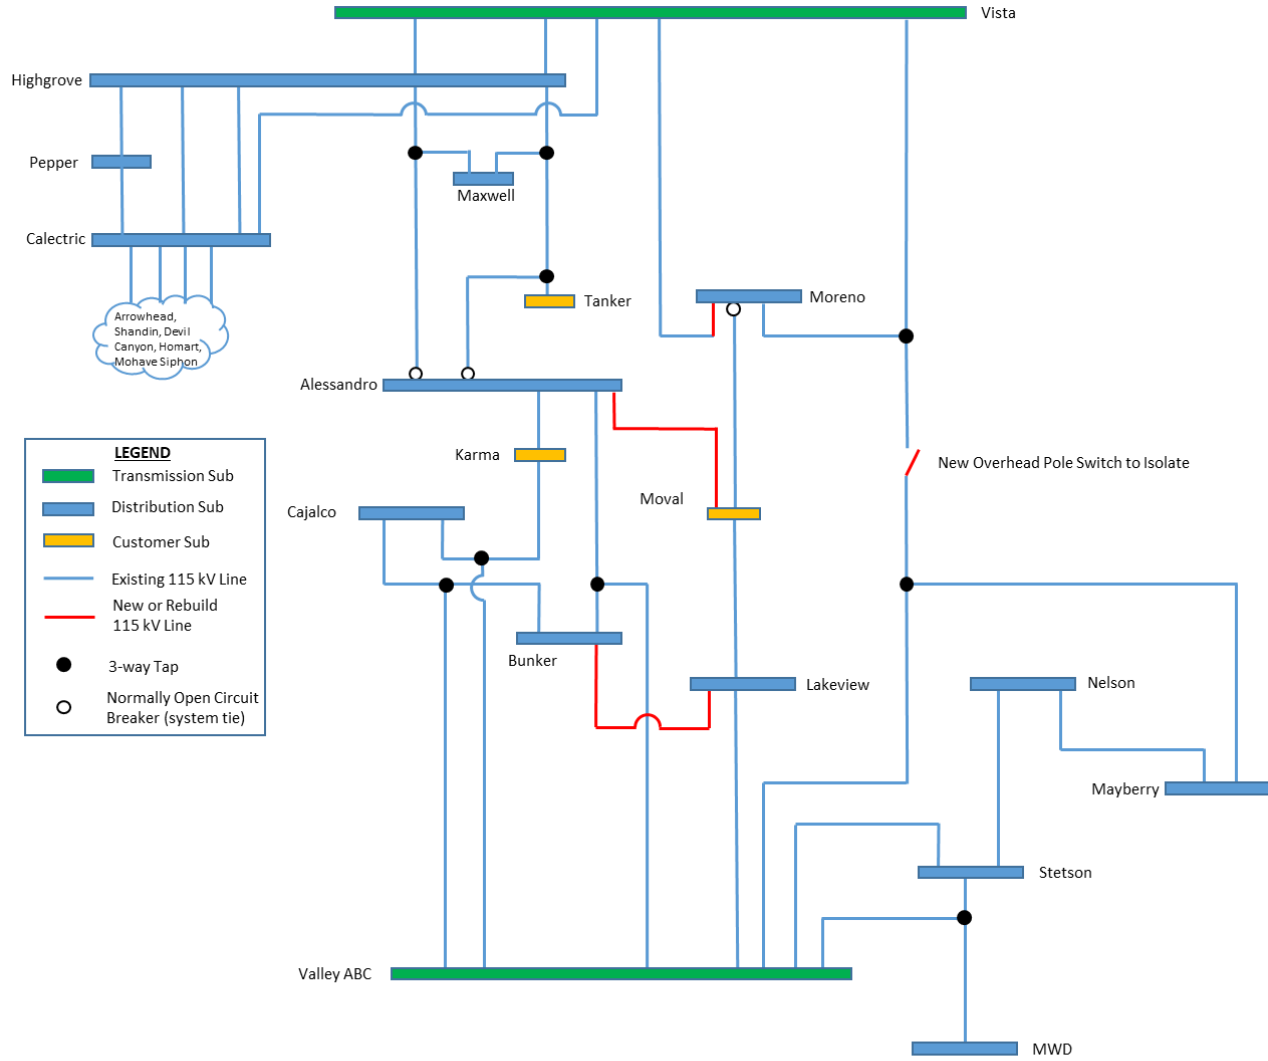 Vista
Highgrove
Pepper
Maxwell
Calectric
Tanker
Moreno
Arrowhead,
Shandin, Devil
Canyon, Homart,
Mohave Siphon
Alessandro
LEGEND
Transmission Sub
Distribution Sub
Customer Sub
Existing 115 kV Line
New or Rebuild
115 kV Line
3-way Tap
Normally Open Circuit
Breaker (system tie)
Karma
New Overhead Pole Switch to Isolate
Moval
Cajalco
Bunker
Lakeview
Nelson
Mayberry
Stetson
Valley ABC
MWD